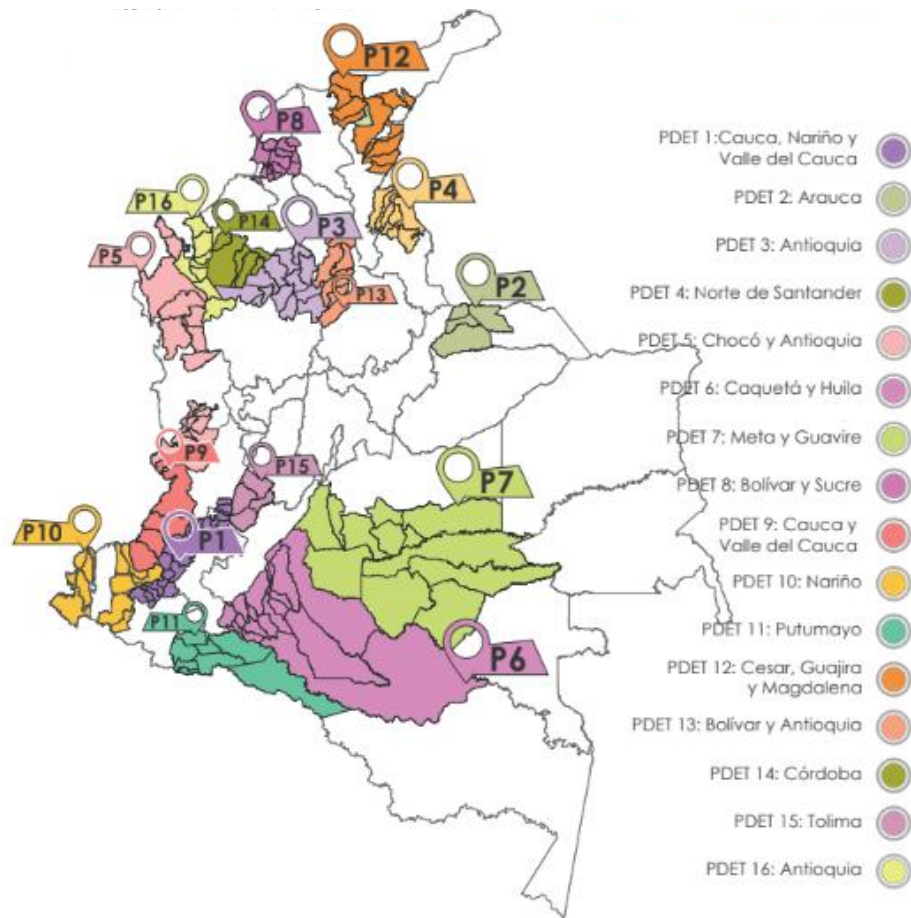 P12
P8
P4
P16
P14
P3
P5
P13
P2
P9
P15
P7
P10
P1
P11
P6
PDET 1:Cauca, Nariño y
Valle del Cauca
PDET 2: Arauca
PDET 3: Antioquia
PDET 4: Norte de Santander
PDET 5: Chocó y Antioquia
PDET 6: Caquetá y Huila
PDET 7: Meta y Guavire
PDET 8: Bolívar y Sucre
PDET 9: Cauca y
Valle del Cauca
PDET 10: Nariño
PDET 11: Putumayo
PDET 12: Cesar, Guajira
y Magdalena
PDET 13: Bolívar y Antioquia
PDET 14: Córdoba
PDET 15: Tolima
PDET 16: Antioquia